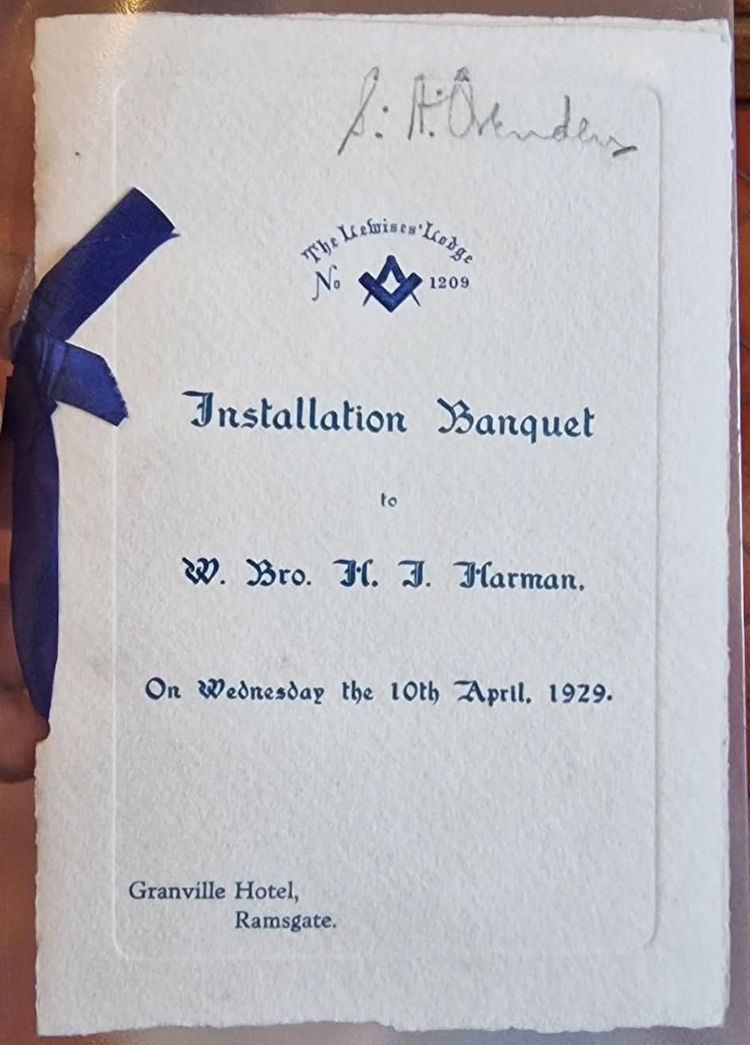 S. H. Ovenden
The Lewises' Lodge
No 1209
Installation Banquet
to
W. Bro. H. J. Harman.
On Wednesday the 10th April. 1929.
Granville Hotel,
Ramsgate.